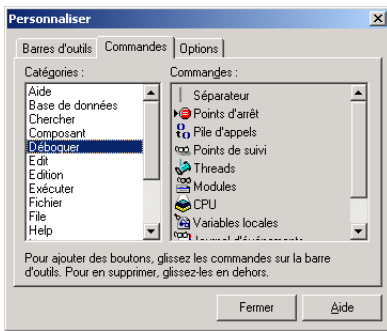 Personnaliser
Barres d'outils Commandes Options
Catégories :
Aide
Base de données
Chercher
Composant
Déboguer
Edit
Edition
Exécuter
Fichier
File
Help
Commandes :
Séparateur
Points d'arrêt
Pile d'appels
Points de suivi
Threads
Modules
CPU
Variables locales
Journal d'événements
Pour ajouter des boutons, glissez les commandes sur la barre
d'outils. Pour en supprimer, glissez-les en dehors.
Fermer Aide